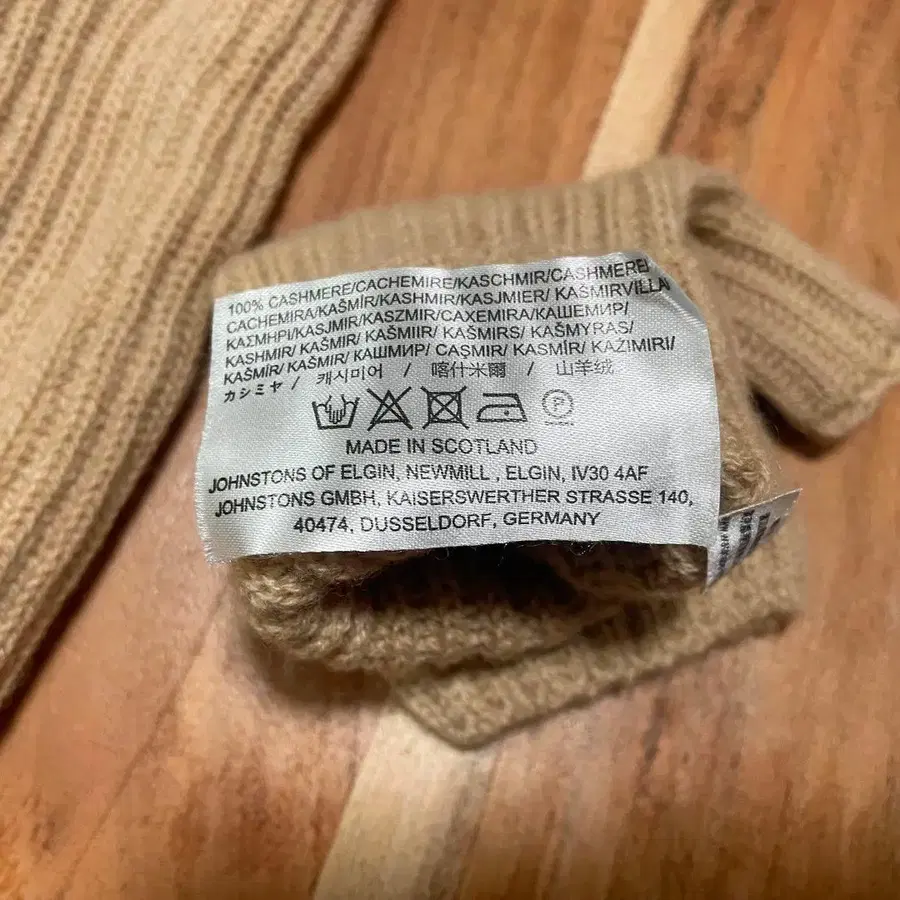 100% CASHMERE/CACHEMIRE/KASCHMIR/CASHMERE/
CACHEMIRA/KAŠMÍR/KASHMIR/KASJMIER/ KAŠMIRVILLA/
ΚΑΣΜΗΡΙ/KASJMIR/KASZMIR/CAXEMIRA/КАШЕМИР/
KASHMIR/ KAŠMIR/ KAŠMIIR/ KAŠMIRS/ KAŠMYRAS/
KAŠMÍR/ KAŠMIR/ КАШМИР/ CAŞMIR/ KASMÍR/ KAZIMIRI/
カシミヤ / 캐시미어 / 喀什米爾 / 山羊绒
P
MADE IN SCOTLAND
JOHNSTONS OF ELGIN, NEWMILL , ELGIN, IV30 4AF
JOHNSTONS GMBH, KAISERSWERTHER STRASSE 140,
40474, DUSSELDORF, GERMANY